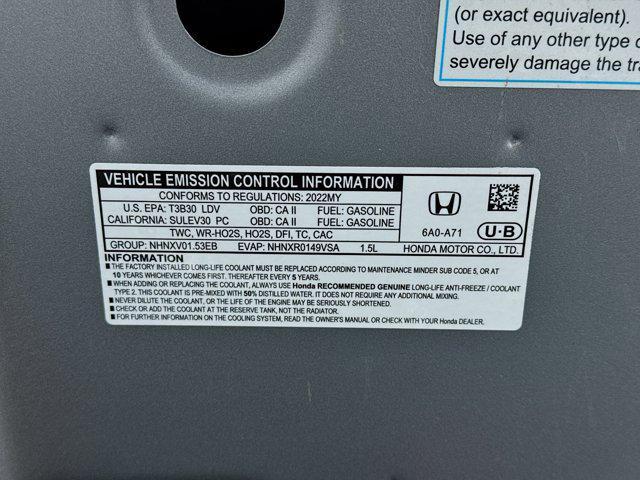 (or exact equivalent).
Use of any other type
severely damage the
VEHICLE EMISSION CONTROL INFORMATION
CONFORMS TO REGULATIONS: 2022MY
U.S. EPA: T3B30 LDV OBD: CA II FUEL: GASOLINE
CALIFORNIA: SULEV30 PC OBD: CA II FUEL: GASOLINE
TWC, WR-HO2S, HO2S, DFI, TC, CAC
GROUP: NHNXV01.53EB EVAP: NHNXR0149VSA 1.5L
6A0-A71
U·B
HONDA MOTOR CO., LTD.
INFORMATION
■ THE FACTORY INSTALLED LONG-LIFE COOLANT MUST BE REPLACED ACCORDING TO MAINTENANCE MINDER SUB CODE 5, OR AT
10 YEARS WHICHEVER COMES FIRST. THEREAFTER EVERY 5 YEARS.
■ WHEN ADDING OR REPLACING THE COOLANT, ALWAYS USE Honda RECOMMENDED GENUINE LONG-LIFE ANTI-FREEZE / COOLANT
TYPE 2. THIS COOLANT IS PRE-MIXED WITH 50% DISTILLED WATER. IT DOES NOT REQUIRE ANY ADDITIONAL MIXING.
■ NEVER DILUTE THE COOLANT, OR THE LIFE OF THE ENGINE MAY BE SERIOUSLY SHORTENED.
■ CHECK OR ADD THE COOLANT AT THE RESERVE TANK, NOT THE RADIATOR.
■ FOR FURTHER INFORMATION ON THE COOLING SYSTEM, READ THE OWNER'S MANUAL OR CHECK WITH YOUR Honda DEALER.